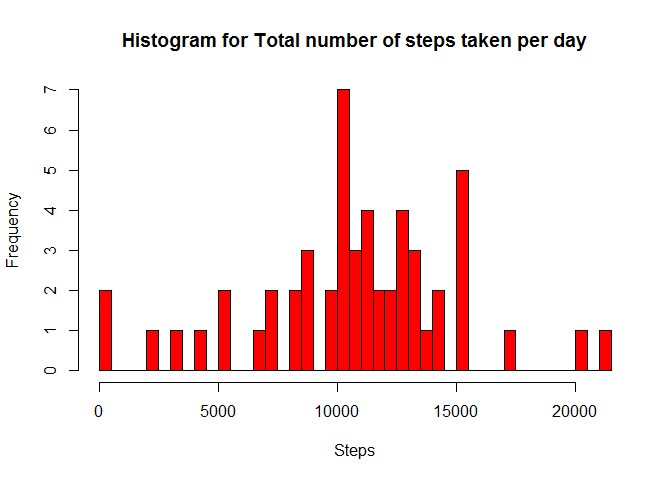 Histogram for Total number of steps taken per day
Frequency
7
6
5
4
3
2
1
0
0 5000 10000 15000 20000
Steps